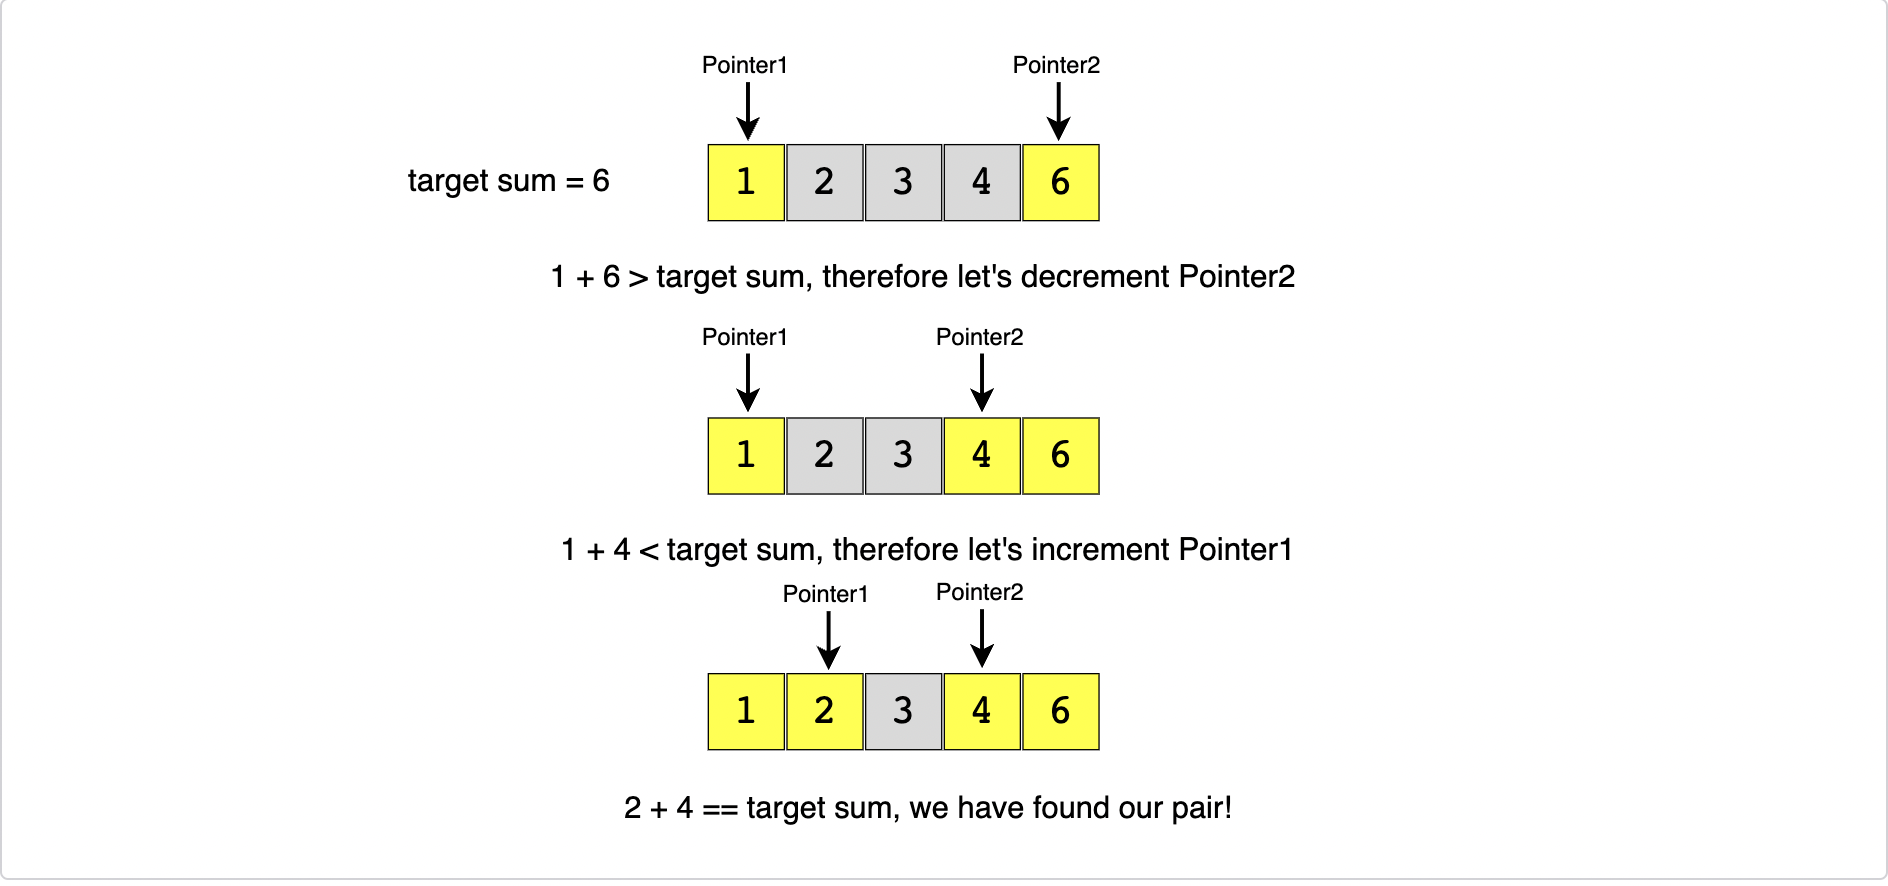 Pointer1 Pointer2
target sum = 6 1 2 3 4 6
1 + 6 > target sum, therefore let's decrement Pointer2
Pointer1 Pointer2
1 2 3 4 6
1 + 4 < target sum, therefore let's increment Pointer1
Pointer1 Pointer2
1 2 3 4 6
2 + 4 == target sum, we have found our pair!